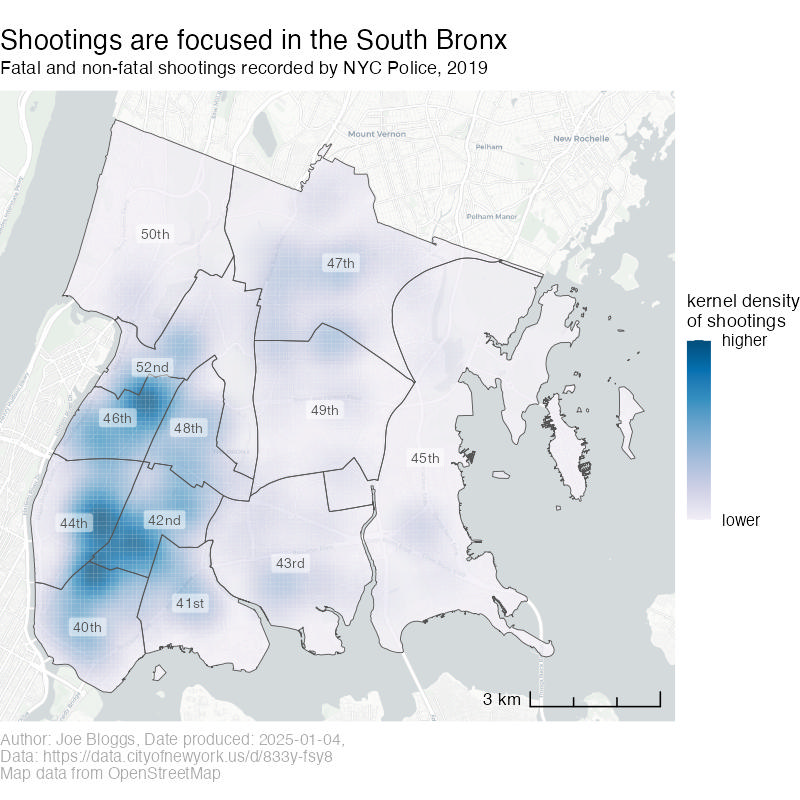 Shootings are focused in the South Bronx
Fatal and non-fatal shootings recorded by NYC Police, 2019
Mount Vernon
Pelham
New Rochelle
Pelham Manor
50th
47th
52nd
46th
48th
49th
45th
44th
42nd
43rd
41st
40th
3 km
kernel density
of shootings
higher
lower
Author: Joe Bloggs, Date produced: 2025-01-04,
Data: https://data.cityofnewyork.us/d/833y-fsy8
Map data from OpenStreetMap